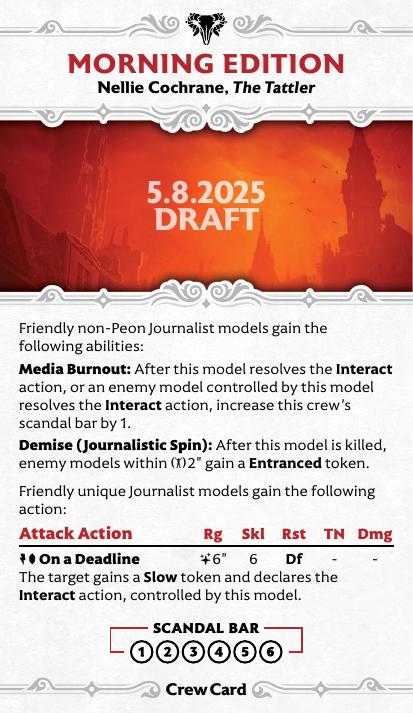 MORNING EDITION
Nellie Cochrane, The Tattler
5.8.2025
DRAFT
Friendly non-Peon Journalist models gain the
following abilities:
Media Burnout: After this model resolves the Interact
action, or an enemy model controlled by this model
resolves the Interact action, increase this crew's
scandal bar by 1.
Demise (Journalistic Spin): After this model is killed,
enemy models within 2" gain a Entranced token.
Friendly unique Journalist models gain the following
action:
Attack Action Rg Skl Rst TN Dmg
On a Deadline 6" 6 Df - -
The target gains a Slow token and declares the
Interact action, controlled by this model.
SCANDAL BAR
1 2 3 4 5 6
Crew Card